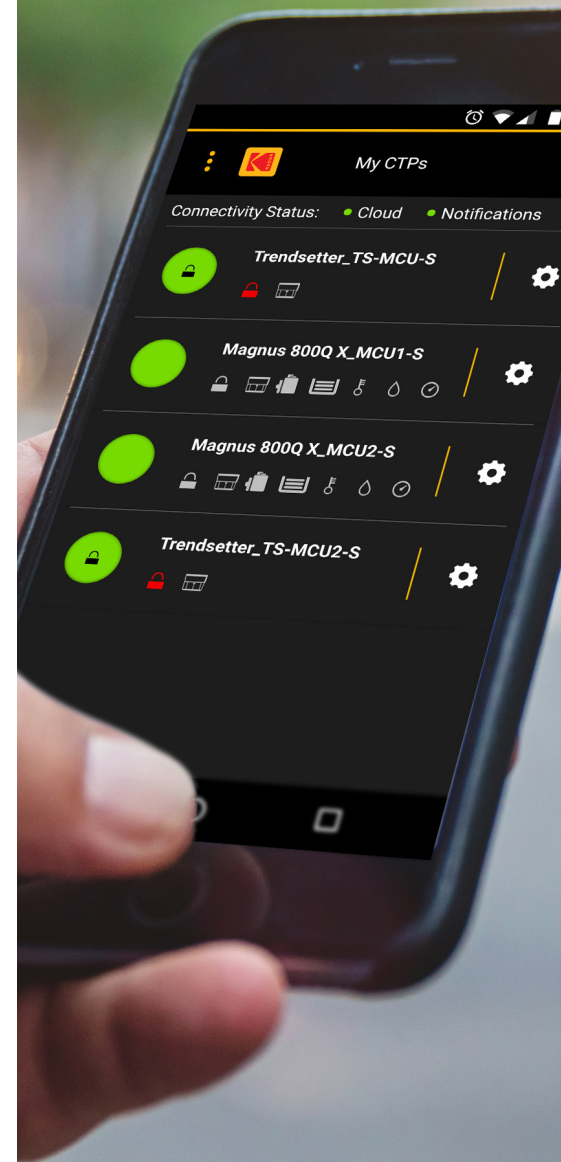 My CTPs
Connectivity Status: Cloud Notifications
Trendsetter_TS-MCU-S
Magnus 800Q X_MCU1-S
Magnus 800Q X_MCU2-S
Trendsetter_TS-MCU2-S